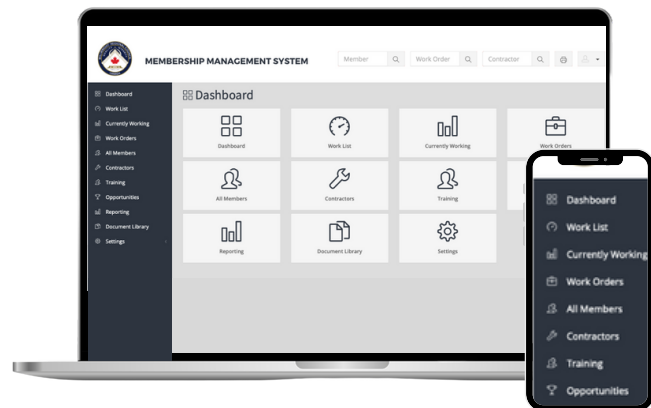 MEMBERSHIP MANAGEMENT SYSTEM
Member
Work Order
Contractor
Dashboard
Work List
Currently Working
Work Orders
All Members
Contractors
Training
Opportunities
Reporting
Document Library
Settings
Dashboard
Dashboard
Work List
Currently Working
Work Orders
All Members
Contractors
Training
Reporting
Document Library
Settings
Dashboard
Work List
Currently Working
Work Orders
All Members
Contractors
Training
Opportunities